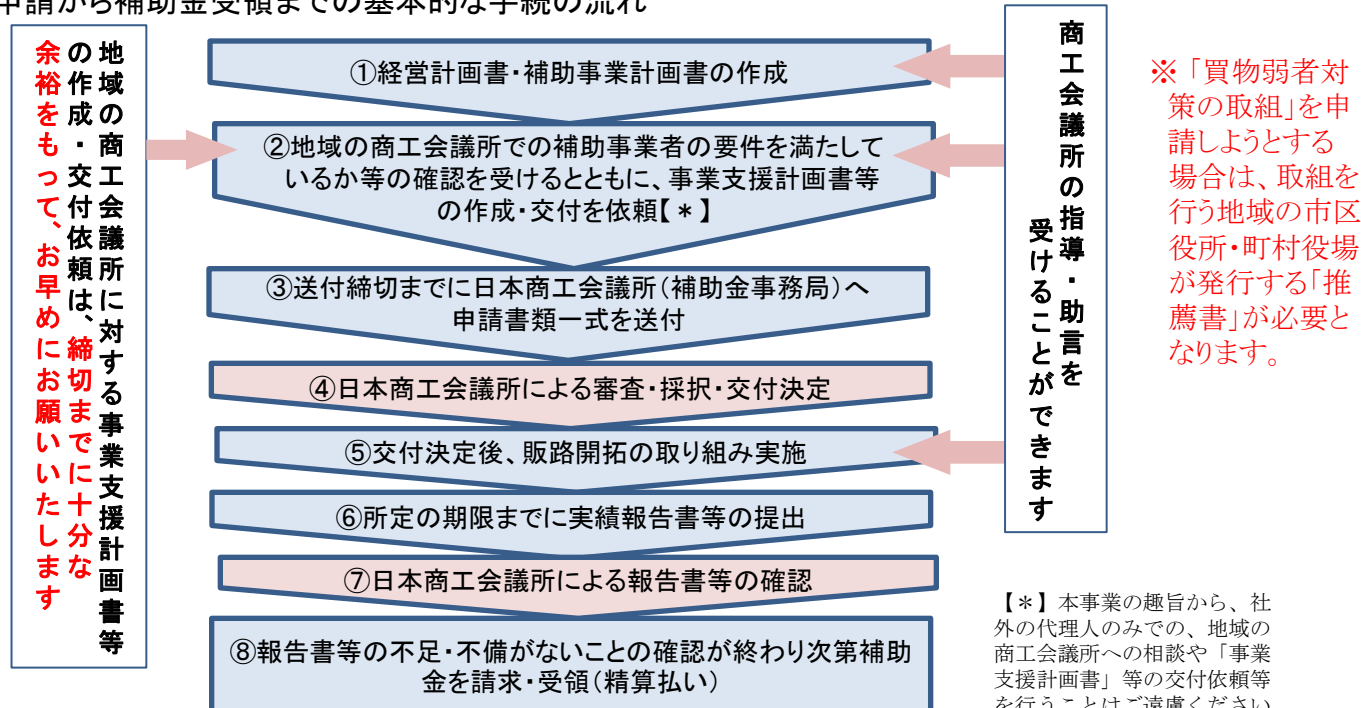 申請から補助金受領までの基本的な手続の流れ
地域の商工会議所に対する事業支援計画書等
の作成・交付依頼は、締切までに十分な
余裕をもって、お早めにお願いいたします
①経営計画書・補助事業計画書の作成
②地域の商工会議所での補助事業者の要件を満たして
いるか等の確認を受けるとともに、事業支援計画書等
の作成・交付を依頼【＊】
③送付締切までに日本商工会議所（補助金事務局）へ
申請書類一式を送付
④日本商工会議所による審査・採択・交付決定
⑤交付決定後、販路開拓の取り組み実施
⑥所定の期限までに実績報告書等の提出
⑦日本商工会議所による報告書等の確認
⑧報告書等の不足・不備がないことの確認が終わり次第補助
金を請求・受領（精算払い）
商工会議所の指導・助言を
受けることができます
※「買物弱者対
策の取組」を申
請しようとする
場合は、取組を
行う地域の市区
役所・町村役場
が発行する「推
薦書」が必要と
なります。
【＊】本事業の趣旨から、社
外の代理人のみでの、地域の
商工会議所への相談や「事業
支援計画書」等の交付依頼等
を行うことはご遠慮ください